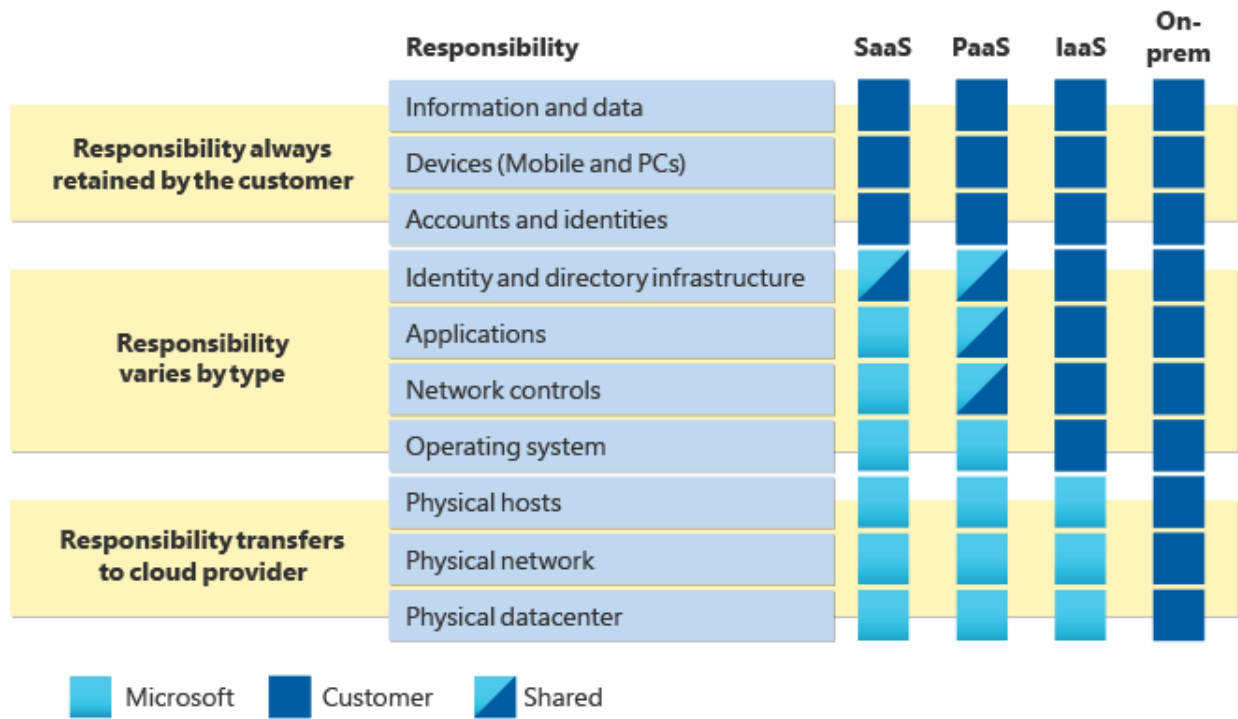 Responsibility SaaS PaaS IaaS On-
prem
Responsibility always
retained by the customer
Information and data
Devices (Mobile and PCs)
Accounts and identities
Responsibility
varies by type
Identity and directory infrastructure
Applications
Network controls
Operating system
Responsibility transfers
to cloud provider
Physical hosts
Physical network
Physical datacenter
Microsoft Customer Shared